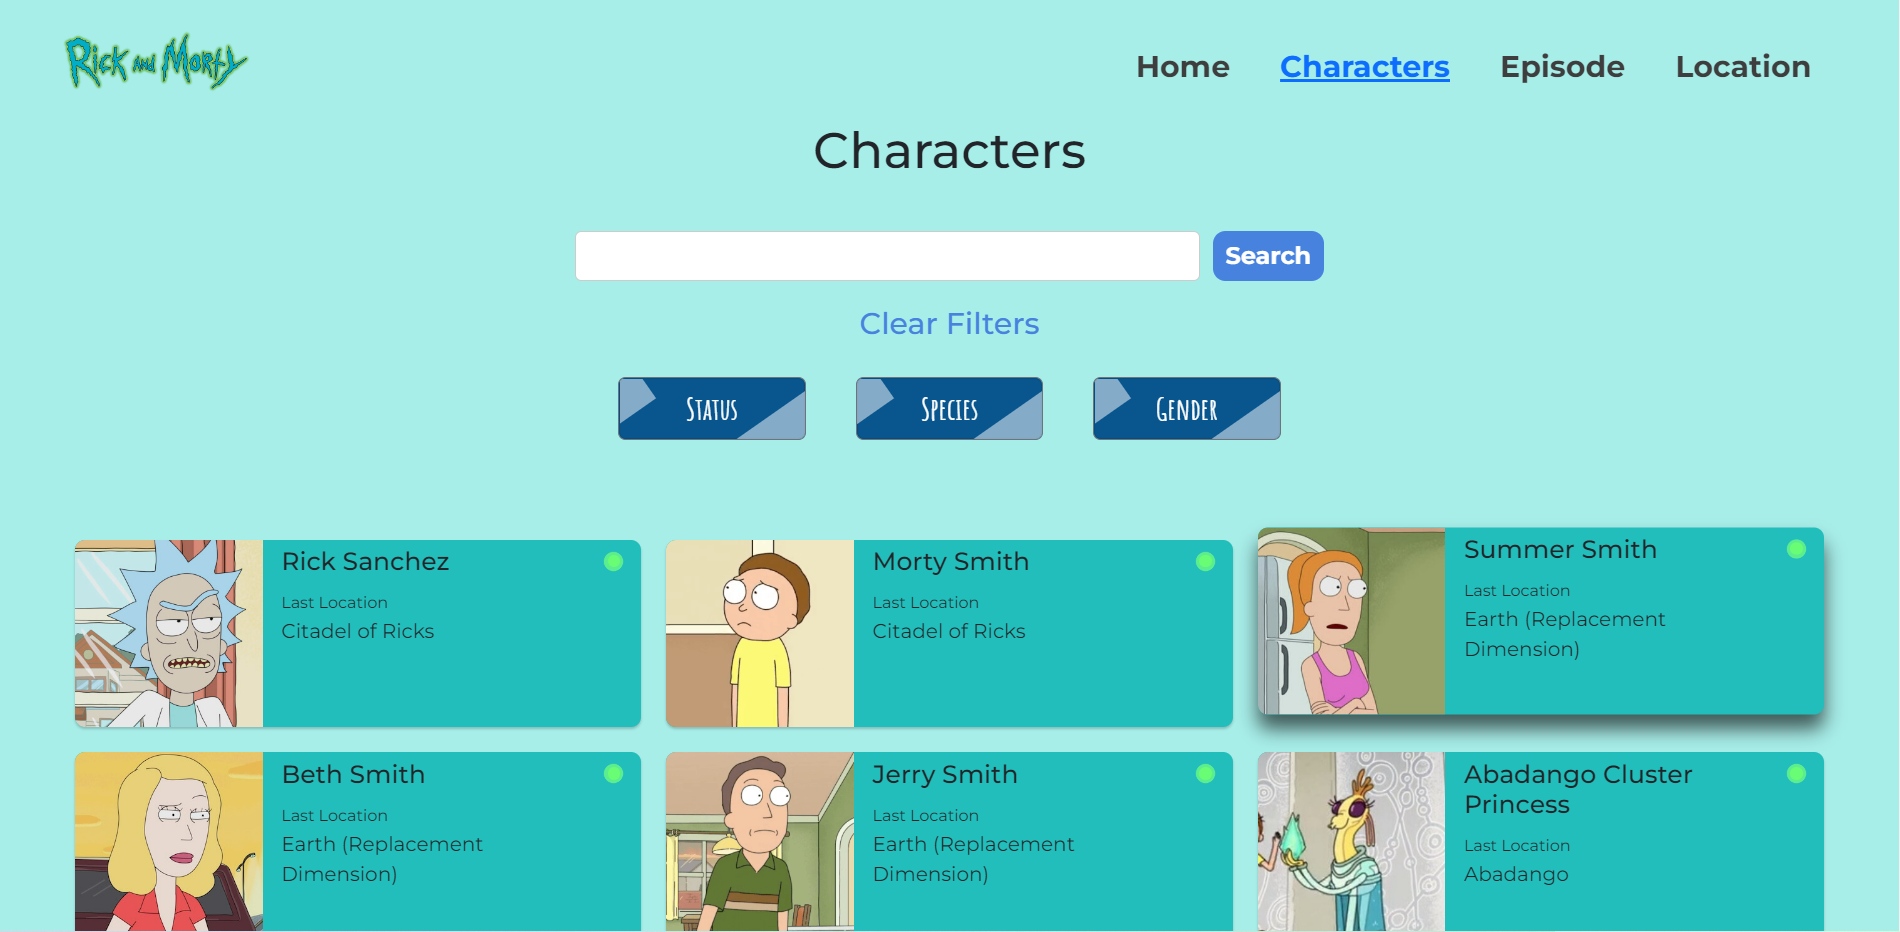 Rick and Morty
Home Characters Episode Location
Characters
Search
Clear Filters
Status Species Gender
Rick Sanchez
Last Location
Citadel of Ricks
Morty Smith
Last Location
Citadel of Ricks
Summer Smith
Last Location
Earth (Replacement
Dimension)
Beth Smith
Last Location
Earth (Replacement
Dimension)
Jerry Smith
Last Location
Earth (Replacement
Dimension)
Abadango Cluster
Princess
Last Location
Abadango